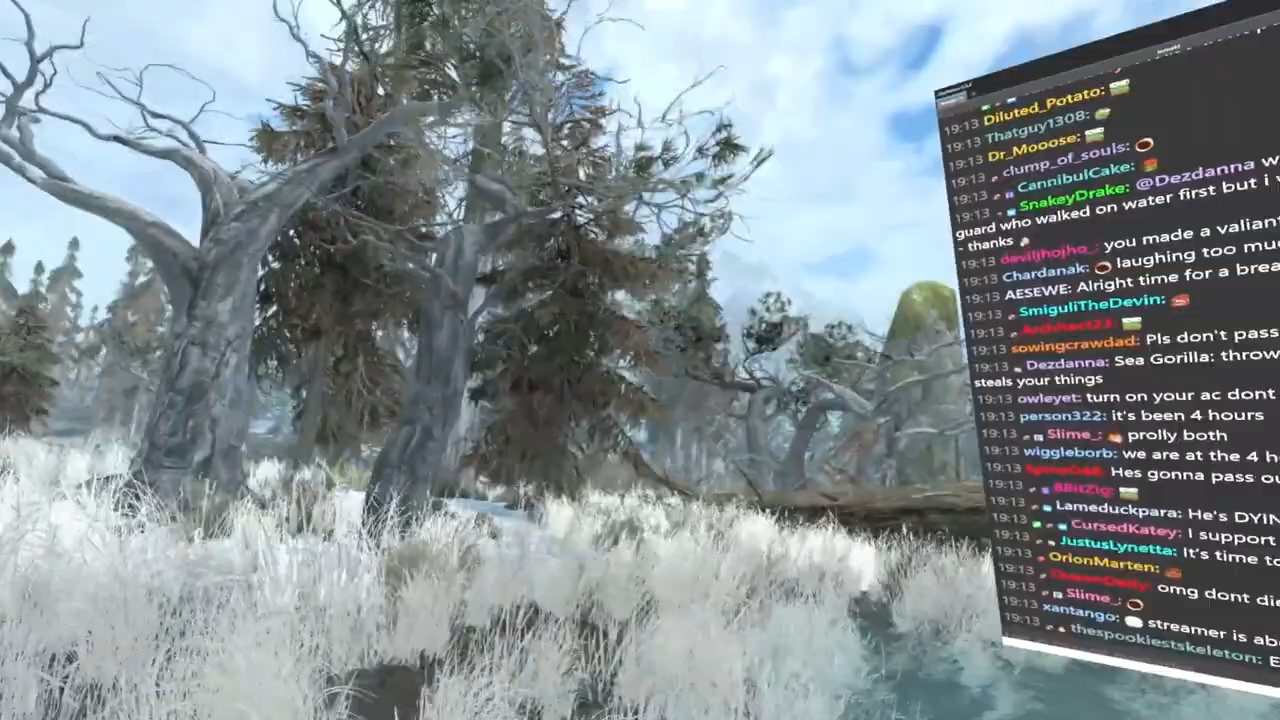 19:13 Diluted_Potato:
19:13 Thatguy1308:
19:13 Dr_Mooose:
19:13 clump_of_souls:
19:13 CannibulCake:
19:13 SnakeyDrake: @Dezdanna w
guard who walked on water first but i
- thanks
19:13 deviljhojho_: you made a valian
19:13 Chardanak: laughing too mu
19:13 AESEWE: Alright time for a brea
19:13 SmiguliTheDevin:
19:13 Architect23:
19:13 sowingcrawdad: Pls don't pass
19:13 Dezdanna: Sea Gorilla: throw
steals your things
19:13 owleyet: turn on your ac dont
19:13 person322: it's been 4 hours
19:13 Slime_: prolly both
19:13 wiggleborb: we are at the 4 h
19:13 Hes gonna pass ou
19:13 8BitZig:
19:13 Lameduckpara: He's DYIN
19:13 CursedKatey: I support
19:13 JustusLynetta: It's time to
19:13 OrionMarten:
19:13 QueenDeity: omg dont die
19:13 Slime_:
19:13 xantango: streamer is ab
19:13 thespookiestskeleton: E